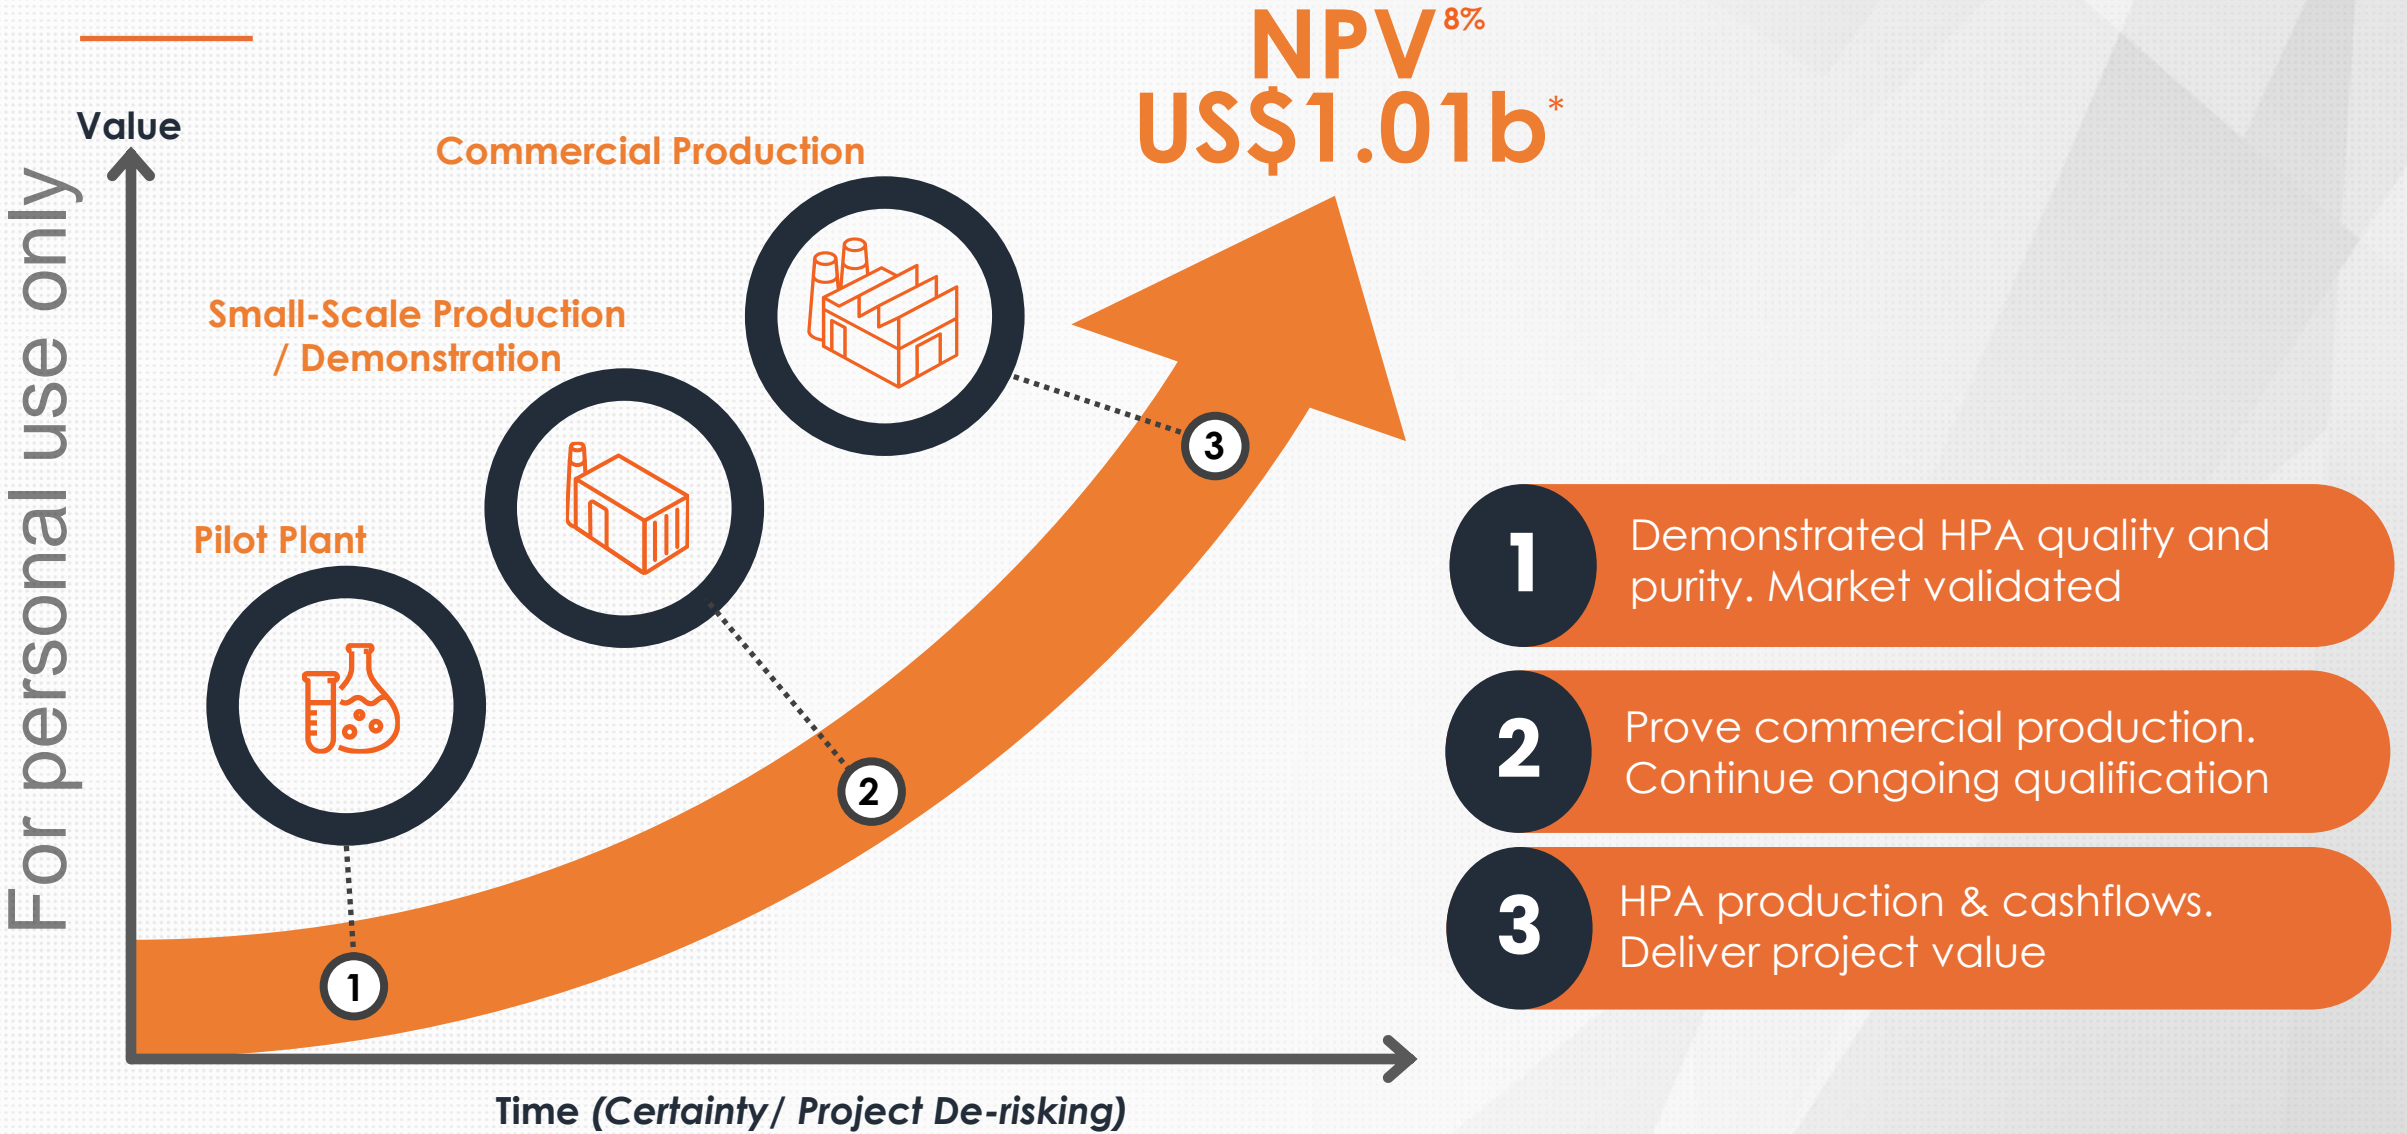 For personal use only
NPV 8%
US$1.01b*
Value
Commercial Production
Small-Scale Production
/ Demonstration
Pilot Plant
3
2
1
Time (Certainty/ Project De-risking)
1
Demonstrated HPA quality and
purity. Market validated
2
Prove commercial production.
Continue ongoing qualification
3
HPA production & cashflows.
Deliver project value